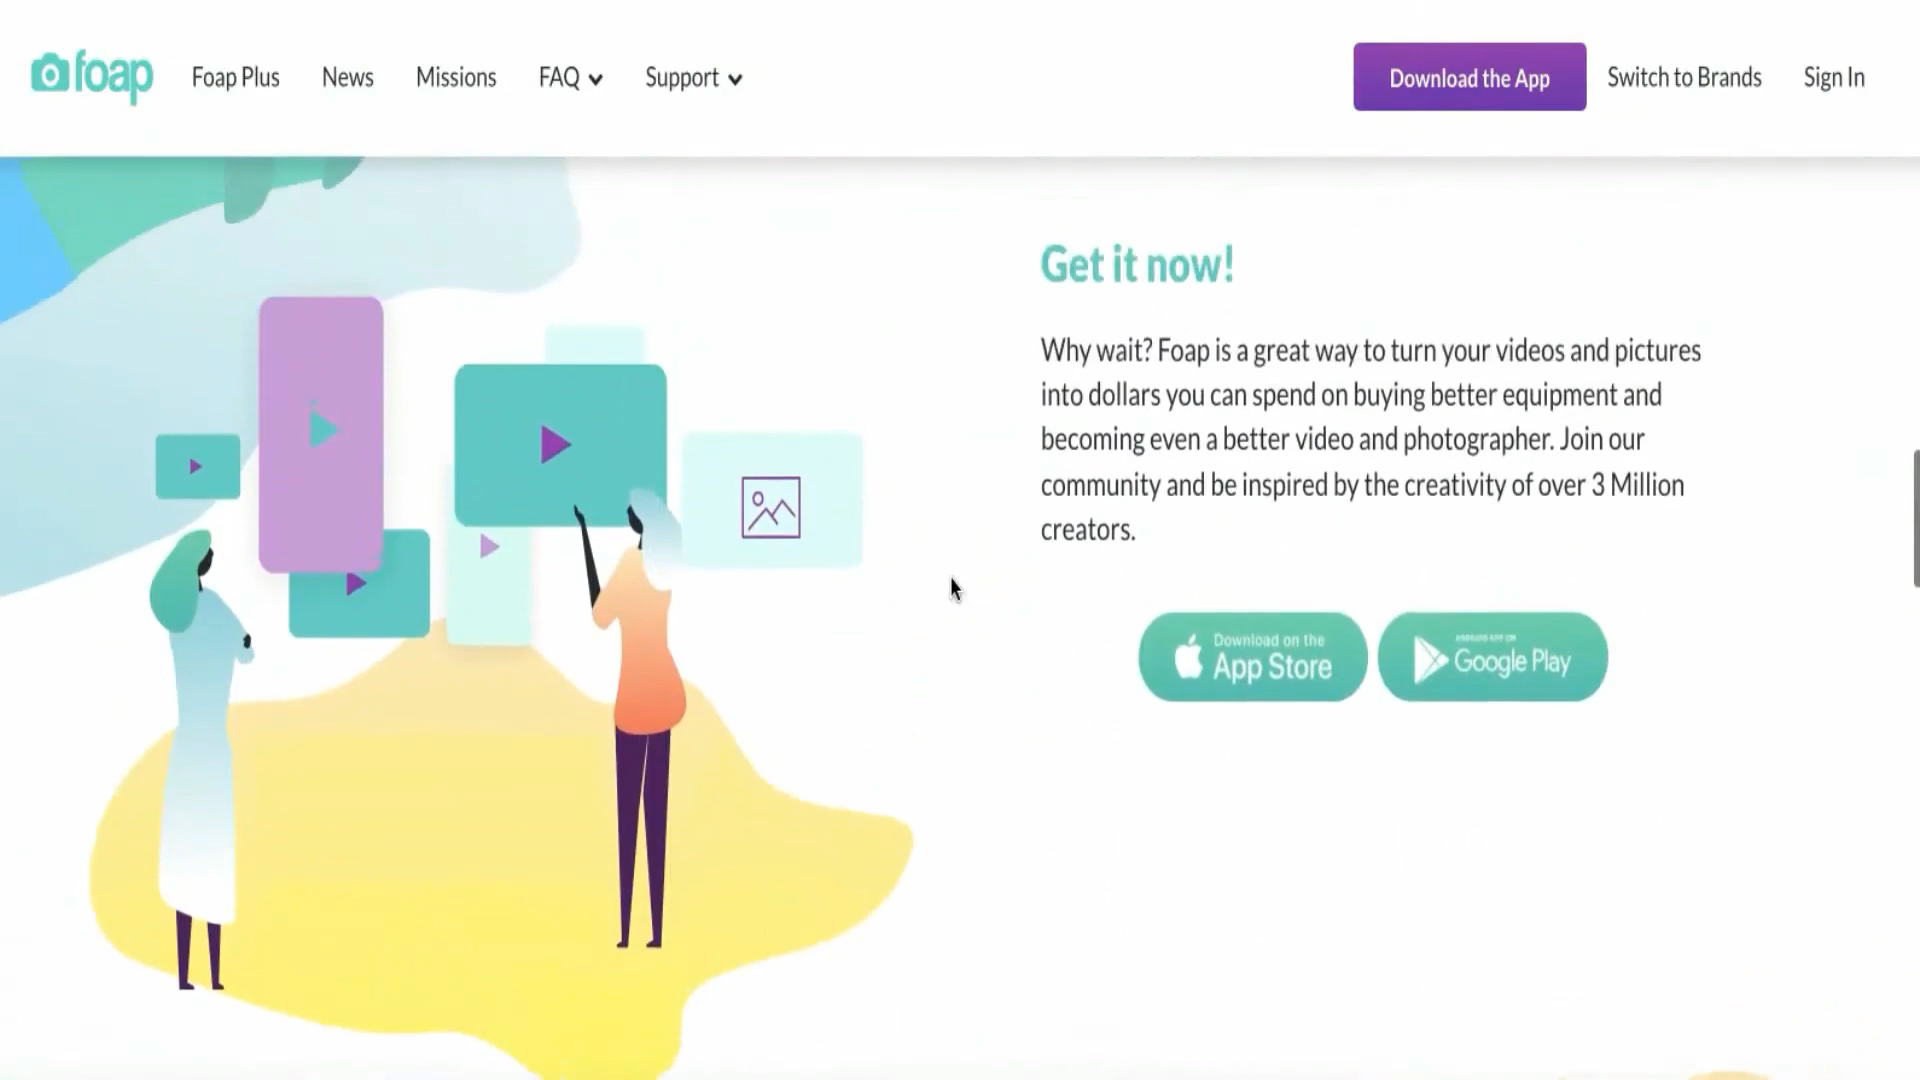 foap
Foap Plus
News
Missions
FAQ
Support
Download the App
Switch to Brands
Sign In
Get it now!
Why wait? Foap is a great way to turn your videos and pictures
into dollars you can spend on buying better equipment and
becoming even a better video and photographer. Join our
community and be inspired by the creativity of over 3 Million
creators.
Download on the
App Store
ANDROID APP ON
Google Play